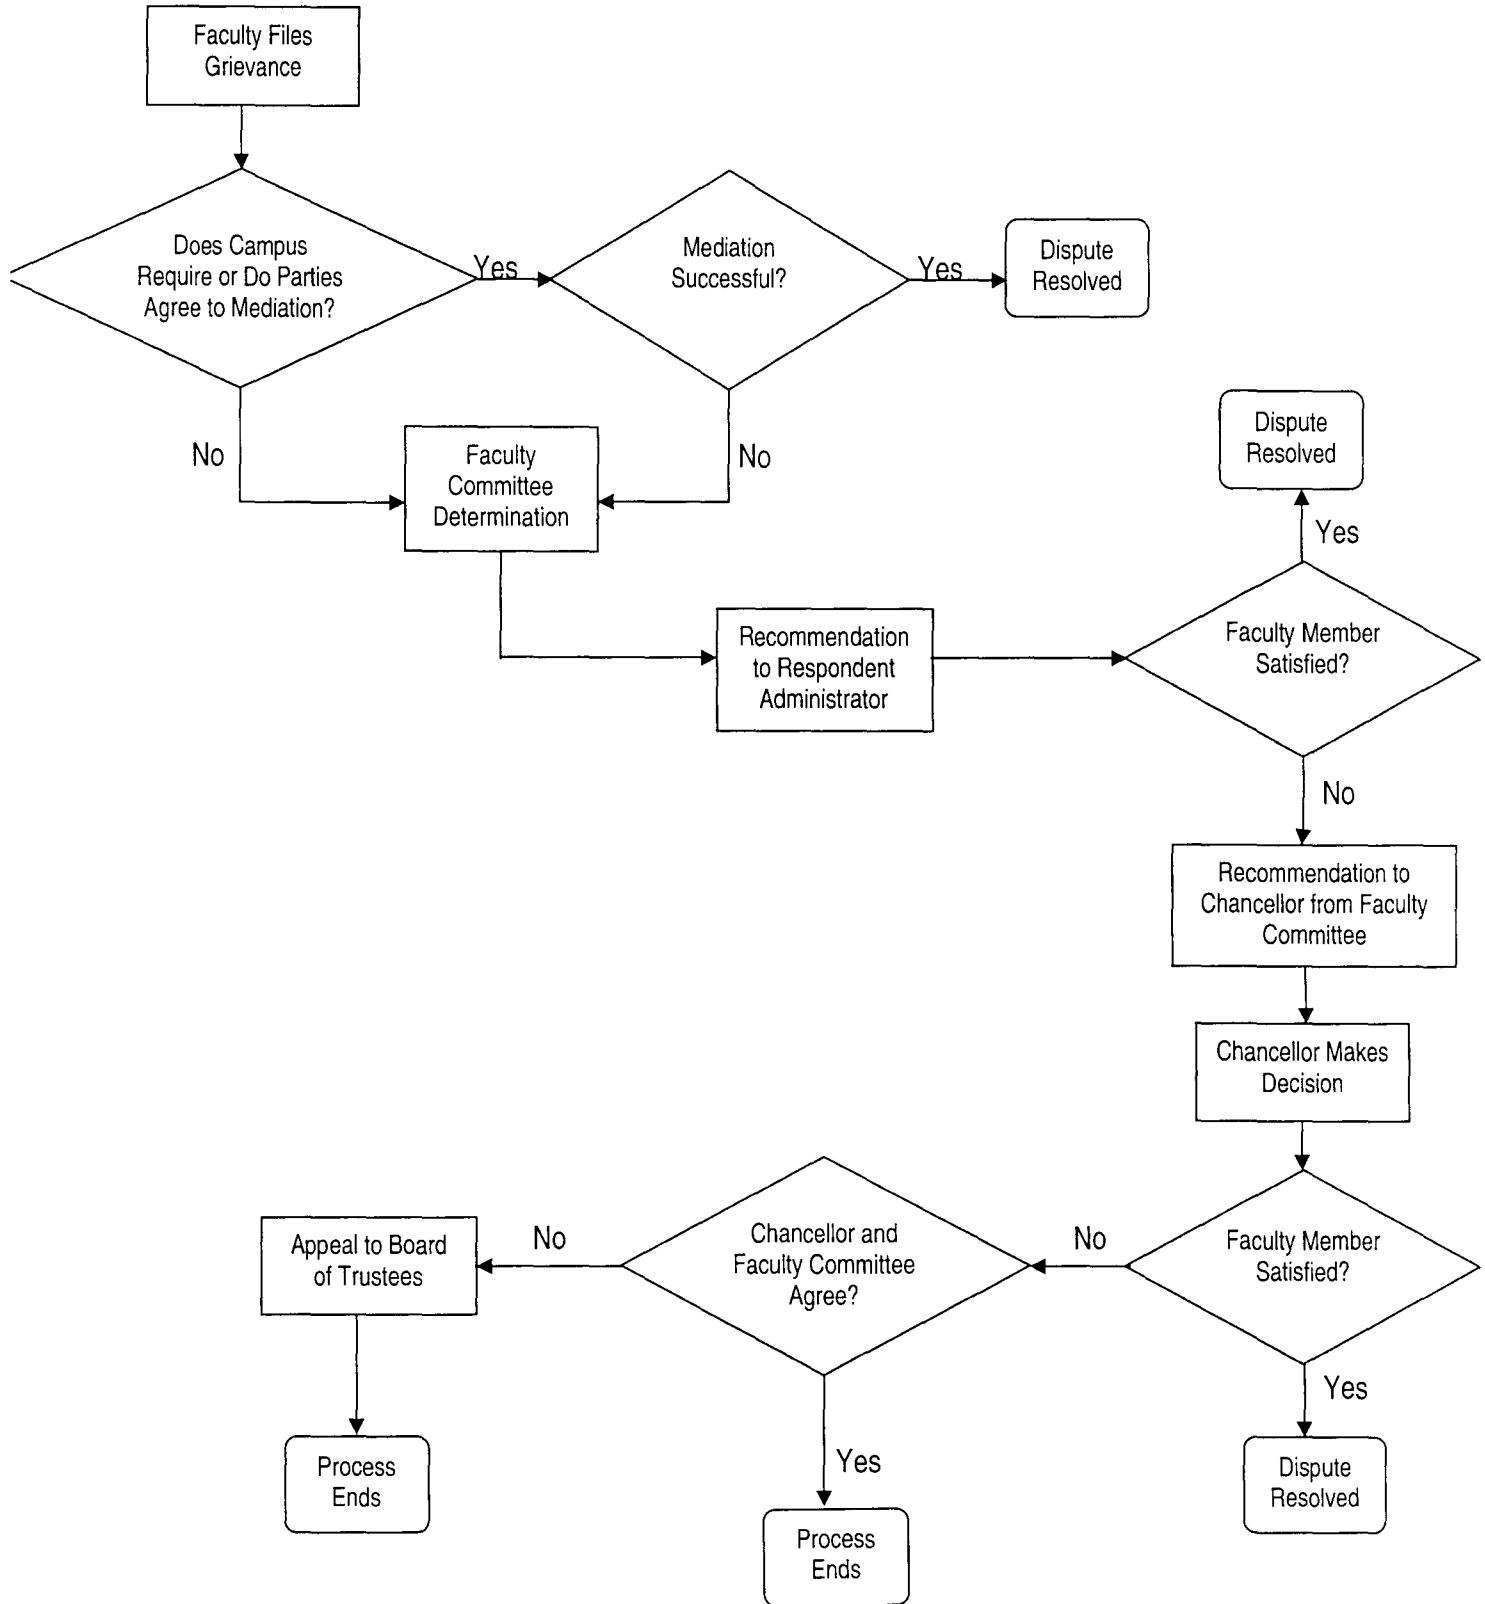 Faculty Files
Grievance
Does Campus
Require or Do Parties
Agree to Mediation?
Yes
Mediation
Successful?
Yes
Dispute
Resolved
No
Faculty
Committee
Determination
No
Dispute
Resolved
Yes
Recommendation
to Respondent
Administrator
Faculty Member
Satisfied?
No
Recommendation to
Chancellor from Faculty
Committee
Chancellor Makes
Decision
Faculty Member
Satisfied?
No
Chancellor and
Faculty Committee
Agree?
No
Appeal to Board
of Trustees
Yes
Dispute
Resolved
Yes
Process
Ends
Process
Ends